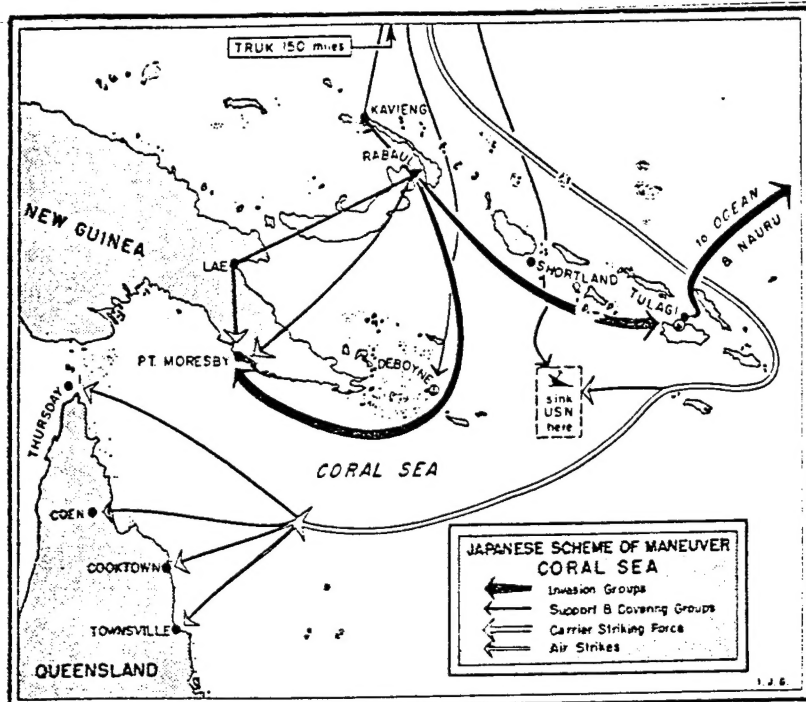 TRUK 150 miles
KAVIENG
RABAUL
to OCEAN
& NAURU
NEW GUINEA
LAE
SHORTLAND
TULAGI
PT. MORESBY
DEBOYNE
sink
USN
here
THURSDAY
CORAL SEA
COEN
COOKTOWN
TOWNSVILLE
QUEENSLAND
JAPANESE SCHEME OF MANEUVER
CORAL SEA
Invasion Groups
Support & Covering Groups
Carrier Striking Force
Air Strikes
I. J. G.